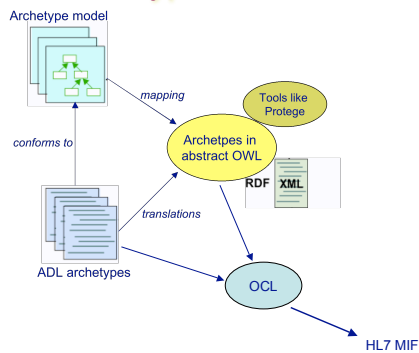 Archetype model
mapping
Tools like
Protege
conforms to
Archetpes in
abstract OWL
RDF
XML
translations
ADL archetypes
OCL
HL7 MIF